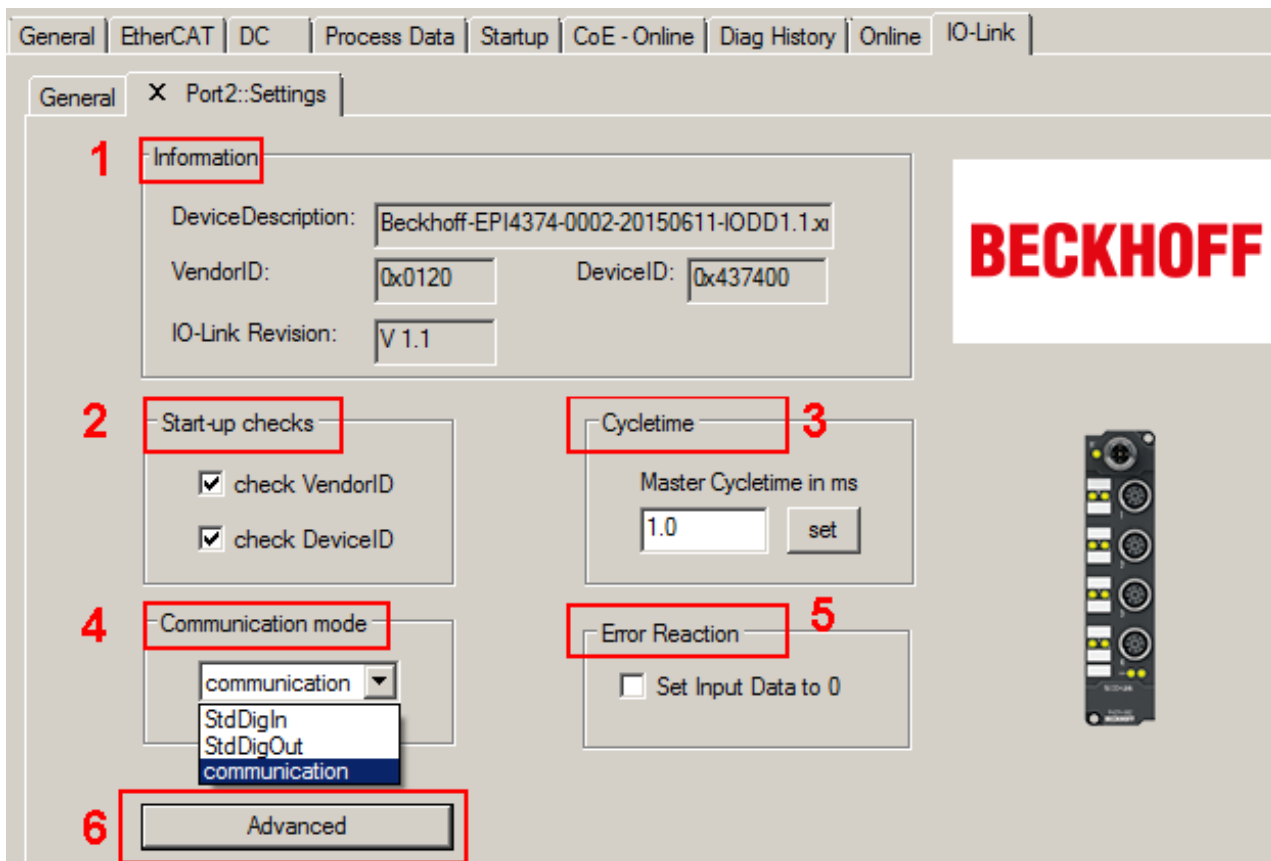 General EtherCAT DC Process Data Startup CoE - Online Diag History Online IO-Link
General X Port2::Settings
1 Information
DeviceDescription: Beckhoff-EPI4374-0002-20150611-IODD1.1.x
VendorID: 0x0120 DeviceID: 0x437400
IO-Link Revision: V 1.1
BECKHOFF
2 Start-up checks
check VendorID
check DeviceID
Cycletime 3
Master Cycletime in ms
1.0 set
4 Communication mode
communication
StdDigIn
StdDigOut
communication
Error Reaction 5
Set Input Data to 0
6 Advanced